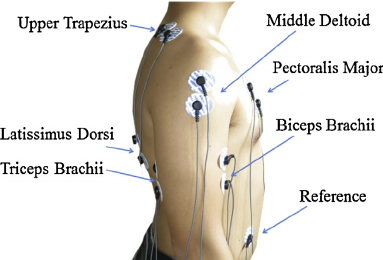 Upper Trapezius
Middle Deltoid
Pectoralis Major
Latissimus Dorsi
Biceps Brachii
Triceps Brachii
Reference